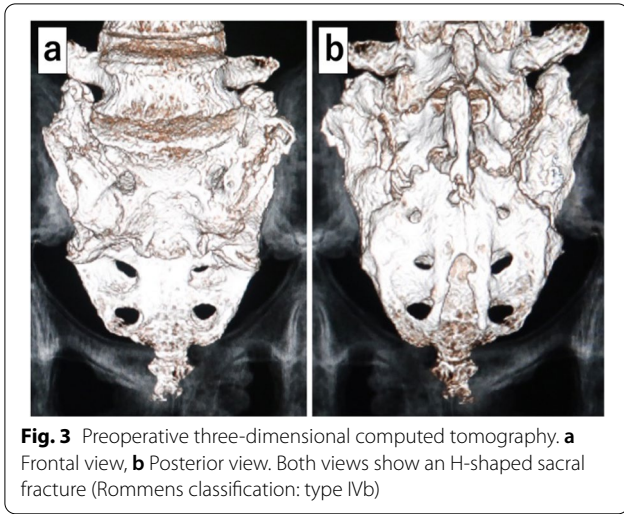 a
b
Fig. 3 Preoperative three-dimensional computed tomography. a
Frontal view, b Posterior view. Both views show an H-shaped sacral
fracture (Rommens classification: type IVb)